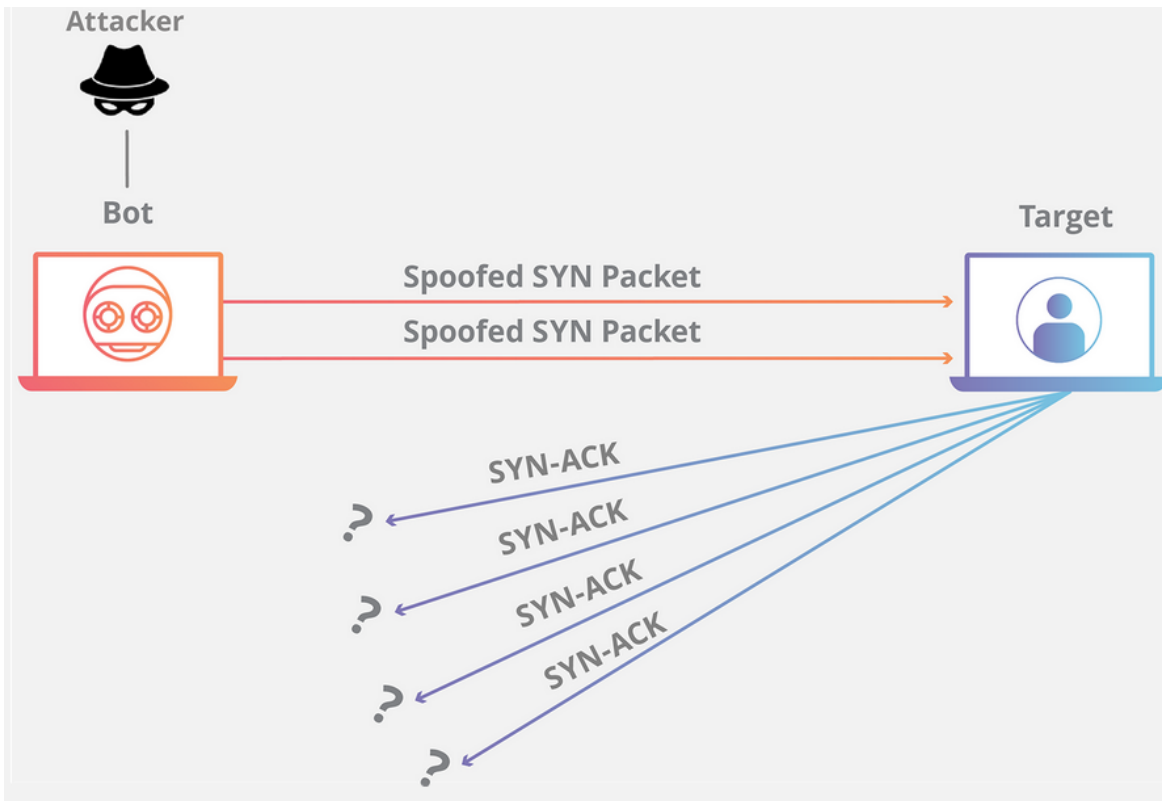 Attacker
Bot
Target
Spoofed SYN Packet
Spoofed SYN Packet
SYN-ACK
?
SYN-ACK
?
SYN-ACK
?
SYN-ACK
?